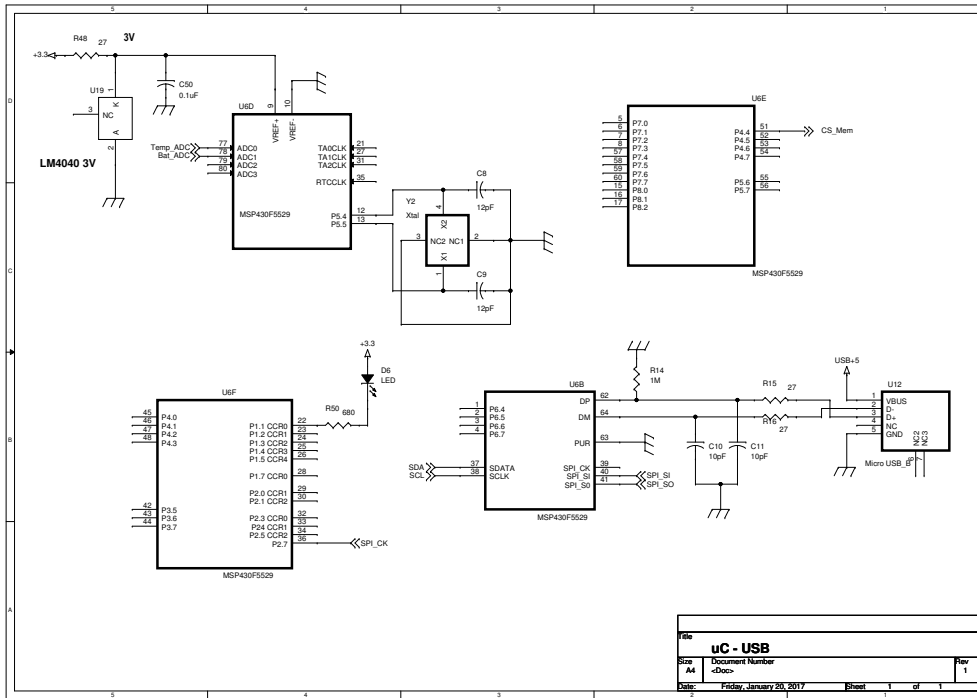 5 4 3 2 1
D
C
B
A
R48
27
3V
+3.3
U19
1
K
3
NC
A
2
LM4040 3V
C50
0.1uF
U6D
9
10
VREF+
VREF-
Temp_ADC
Bat_ADC
77 ADC0
78 ADC1
79 ADC2
80 ADC3
TA0CLK 21
TA1CLK 27
TA2CLK 31
RTCCLK 35
P5.4 12
P5.5 13
MSP430F5529
Y2
Xtal
4
X2
3 NC2 NC1 2
X1
1
C8
12pF
C9
12pF
U6E
5 P7.0
6 P7.1
7 P7.2
8 P7.3
57 P7.4
58 P7.5
59 P7.6
60 P7.7
15 P8.0
16 P8.1
17 P8.2
P4.4 51
P4.5 52
P4.6 53
P4.7 54
P5.6 55
P5.7 56
CS_Mem
MSP430F5529
+3.3
D6
LED
R50
680
U6F
45 P4.0
46 P4.1
47 P4.2
48 P4.3
42 P3.5
43 P3.6
44 P3.7
P1.1 CCR0 22
P1.2 CCR1 23
P1.3 CCR2 24
P1.4 CCR3 25
P1.5 CCR4 26
P1.7 CCR0 28
P2.0 CCR1 29
P2.1 CCR2 30
P2.3 CCR0 32
P24 CCR1 33
P2.5 CCR2 34
P2.7 36
SPI_CK
MSP430F5529
U6B
1 P6.4
2 P6.5
3 P6.6
4 P6.7
SDA
SCL
37 SDATA
38 SCLK
DP 62
DM 64
PUR 63
SPI_CK 39
SPI_SI 40
SPI_S0 41
SPI_SI
SPI_SO
MSP430F5529
R14
1M
R15
27
R16
27
C10
10pF
C11
10pF
USB+5
U12
1 VBUS
2 D-
3 D+
4 NC
5 GND
NC2
NC3
6
7
Micro USB_B
Title
uC - USB
Size
A4
Document Number
<Doc>
Rev
1
Date: Friday, January 20, 2017 Sheet 1 of 1
5 4 3 2 1